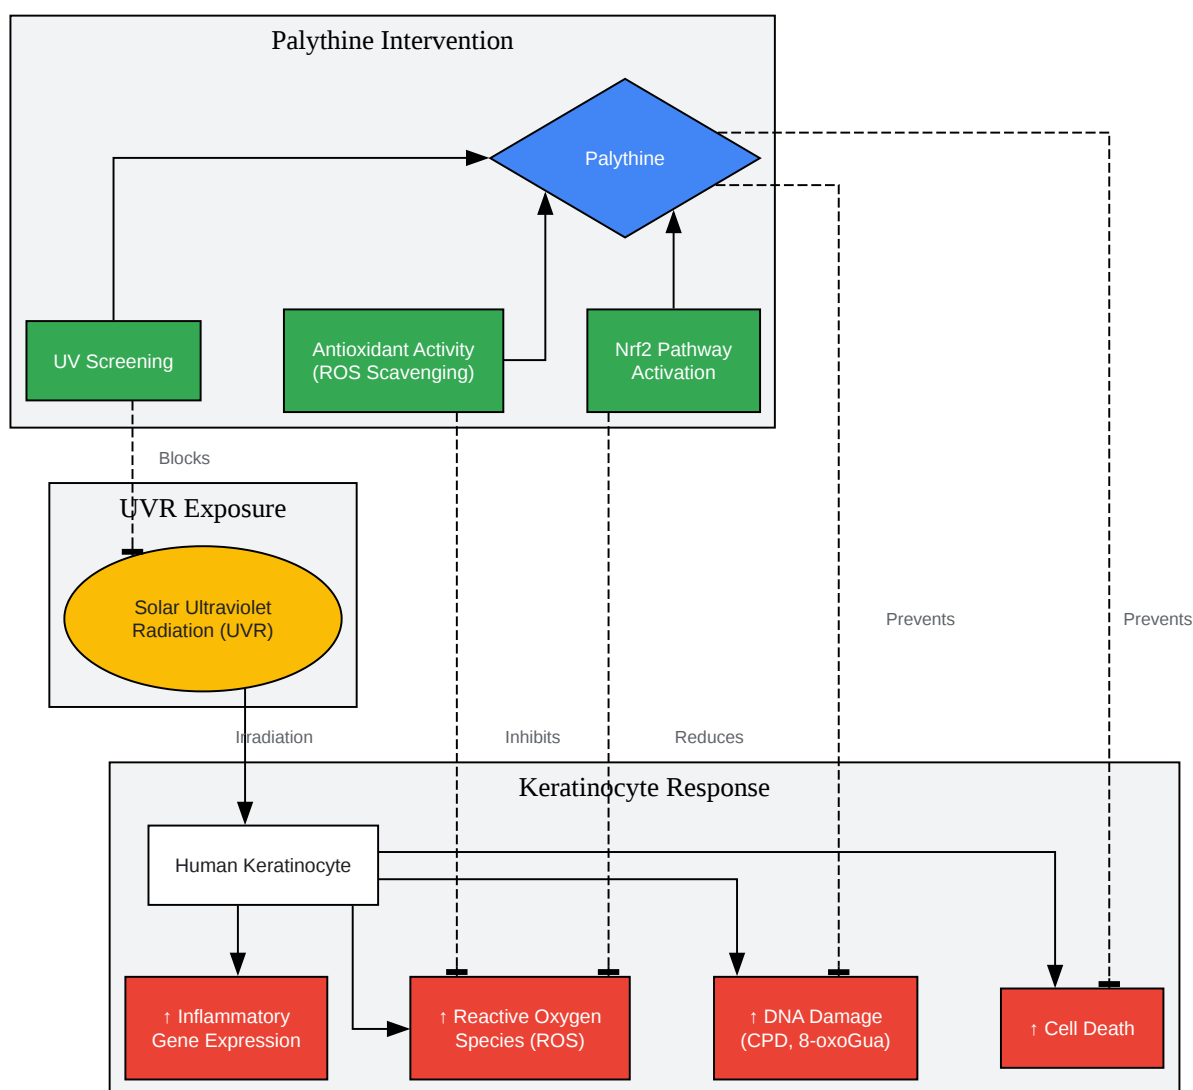 Palythine Intervention
Palythine
UV Screening
Antioxidant Activity
(ROS Scavenging)
Nrf2 Pathway
Activation
Blocks
UVR Exposure
Solar Ultraviolet
Radiation (UVR)
Prevents
Prevents
Irradiation
Inhibits
Reduces
Keratinocyte Response
Human Keratinocyte
↑ Inflammatory
Gene Expression
↑ Reactive Oxygen
Species (ROS)
↑ DNA Damage
(CPD, 8-oxoGua)
↑ Cell Death